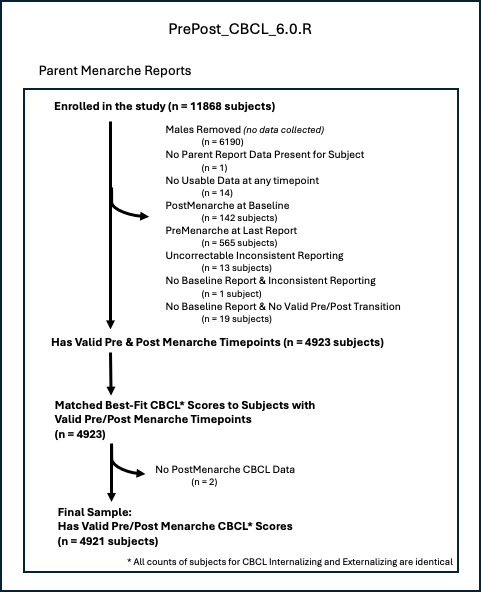 PrePost_CBCL_6.0.R
Parent Menarche Reports
Enrolled in the study (n = 11868 subjects)
Males Removed (no data collected)
(n = 6190)
No Parent Report Data Present for Subject
(n = 1)
No Usable Data at any timepoint
(n = 14)
PostMenarche at Baseline
(n = 142 subjects)
PreMenarche at Last Report
(n = 565 subjects)
Uncorrectable Inconsistent Reporting
(n = 13 subjects)
No Baseline Report & Inconsistent Reporting
(n = 1 subject)
No Baseline Report & No Valid Pre/Post Transition
(n = 19 subjects)
Has Valid Pre & Post Menarche Timepoints (n = 4923 subjects)
Matched Best-Fit CBCL* Scores to Subjects with
Valid Pre/Post Menarche Timepoints
(n = 4923)
No PostMenarche CBCL Data
(n = 2)
Final Sample:
Has Valid Pre/Post Menarche CBCL* Scores
(n = 4921 subjects)
* All counts of subjects for CBCL Internalizing and Externalizing are identical